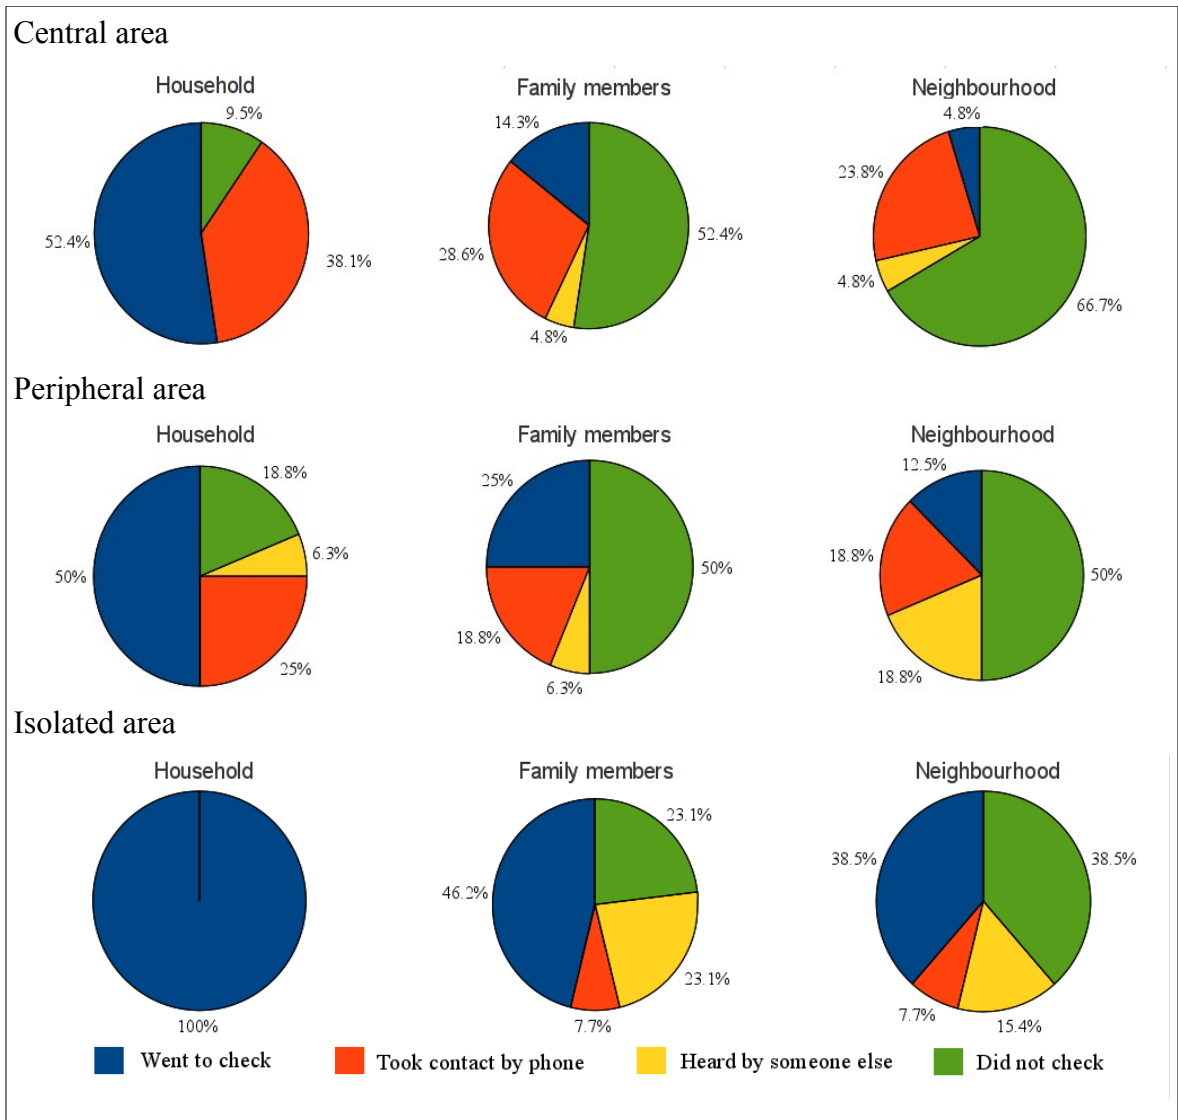 Central area
Household
Family members
Neighbourhood
9.5%
38.1%
52.4%
14.3%
52.4%
28.6%
4.8%
4.8%
23.8%
4.8%
66.7%
Peripheral area
Household
Family members
Neighbourhood
18.8%
6.3%
50%
25%
25%
50%
18.8%
6.3%
12.5%
18.8%
50%
18.8%
Isolated area
Household
Family members
Neighbourhood
100%
23.1%
46.2%
23.1%
7.7%
38.5%
38.5%
7.7%
15.4%
Went to check
Took contact by phone
Heard by someone else
Did not check